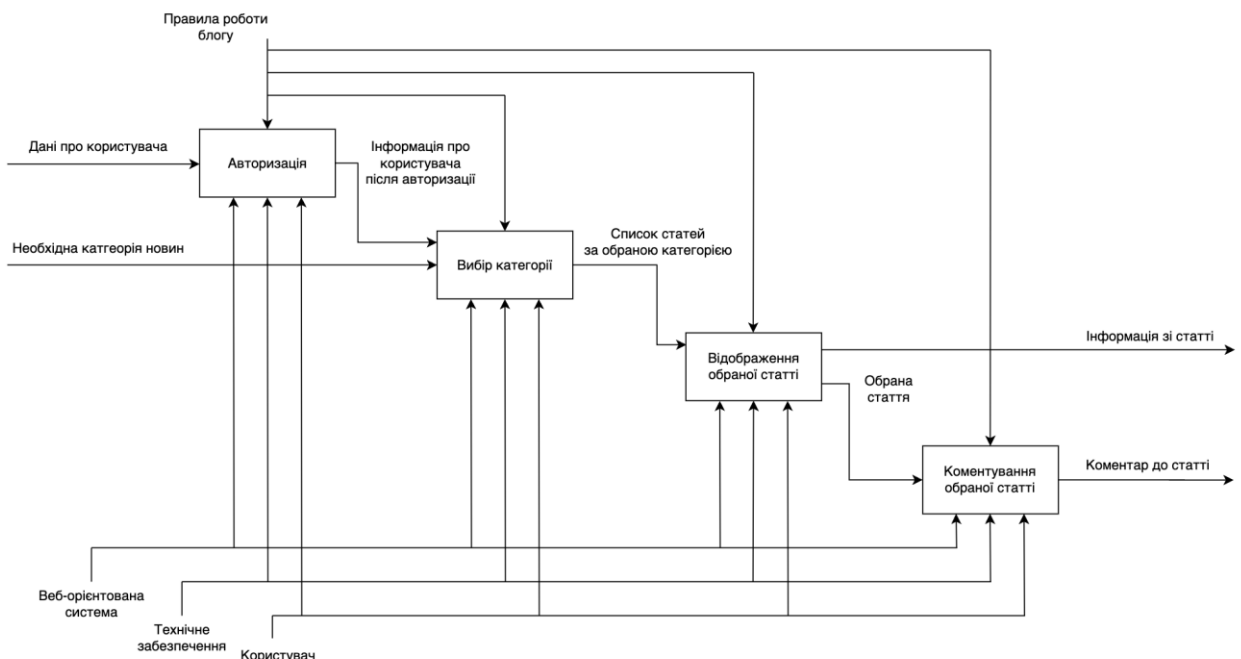 Правила роботи
блогу
Дані про користувача
Авторизація
Інформація про
користувача
після авторизації
Необхідна катгеорія новин
Вибір категорії
Список статей
за обраною категорією
Відображення
обраної статті
Інформація зі статті
Обрана
стаття
Коментування
обраної статті
Коментар до статті
Веб-орієнтована
система
Технічне
забезпечення
Користувач